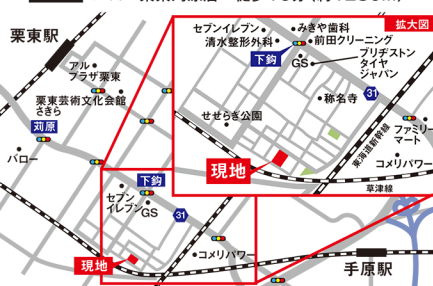 栗東駅
アル
プラザ栗東
栗東芸術文化会館
さきら
苅原
バロー
下鈎
セブン
イレブン
GS
31
現地
コメリパワー
手原駅
拡大図
セブンイレブン
みきや歯科
清水整形外科
前田クリーニング
下鈎
GS
ブリヂストン
タイヤ
ジャパン
31
称名寺
せせらぎ公園
東海道新幹線
ファミリー
マート
現地
コメリパワー
草津線